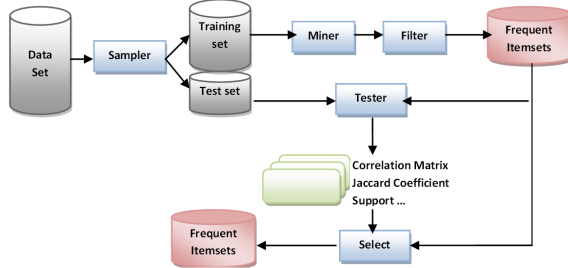 Data
Set
Sampler
Training
set
Test set
Miner
Filter
Frequent
Itemsets
Tester
Correlation Matrix
Jaccard Coefficient
Support ...
Select
Frequent
Itemsets